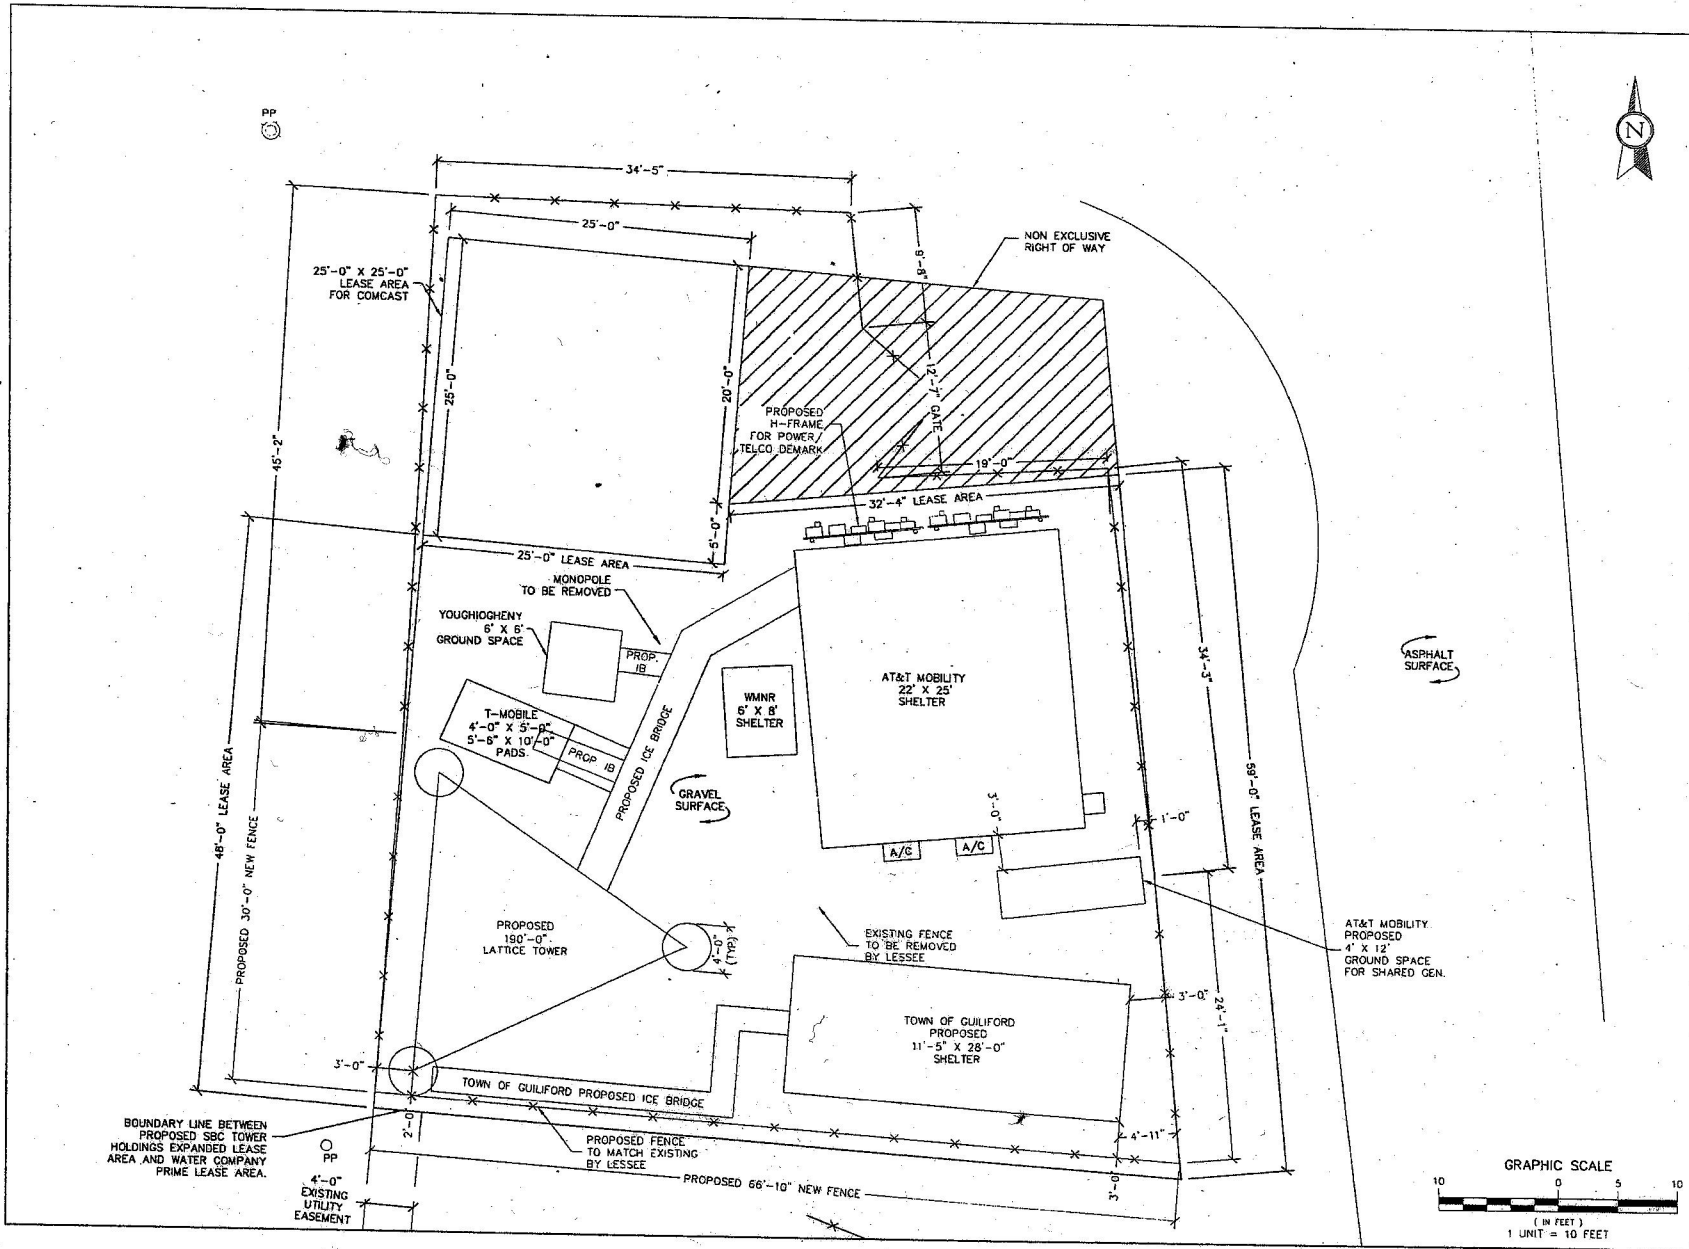 PP
N
34'-5"
25'-0"
25'-0" X 25'-0"
LEASE AREA
FOR COMCAST
NON EXCLUSIVE
RIGHT OF WAY
45'-2"
25'-0"
20'-0"
12'-7" GATE
PROPOSED
H-FRAME
FOR POWER/
TELCO DEMARK
19'-0"
32'-4" LEASE AREA
5'-0"
25'-0" LEASE AREA
MONOPOLE
TO BE REMOVED
YOUGHIOGHENY
6' X 6'
GROUND SPACE
PROP.
IB
T-MOBILE
4'-0" X 5'-0"
5'-6" X 10'-0"
PADS
PROP IB
PROPOSED ICE BRIDGE
WMNR
6' X 8'
SHELTER
AT&T MOBILITY
22' X 25'
SHELTER
34'-3"
ASPHALT
SURFACE
GRAVEL
SURFACE
48'-0" LEASE AREA
PROPOSED 30'-0" NEW FENCE
3'-0"
1'-0"
59'-0" LEASE AREA
A/C
A/C
PROPOSED
190'-0"
LATTICE TOWER
4'-0"
(TYP.)
EXISTING FENCE
TO BE REMOVED
BY LESSEE
AT&T MOBILITY
PROPOSED
4' X 12'
GROUND SPACE
FOR SHARED GEN.
TOWN OF GUILIFORD
PROPOSED
11'-5" X 28'-0"
SHELTER
3'-0"
24'-1"
3'-0"
TOWN OF GUILIFORD PROPOSED ICE BRIDGE
BOUNDARY LINE BETWEEN
PROPOSED SBC TOWER
HOLDINGS EXPANDED LEASE
AREA AND WATER COMPANY
PRIME LEASE AREA.
2'-0"
PP
PROPOSED FENCE
TO MATCH EXISTING
BY LESSEE
4'-11"
3'-0"
PROPOSED 66'-10" NEW FENCE
4'-0"
EXISTING
UTILITY
EASEMENT
GRAPHIC SCALE
10 0 5 10
( IN FEET )
1 UNIT = 10 FEET